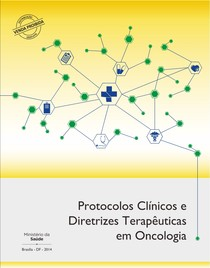 VENDA PROIBIDA
Protocolos Clínicos e
Diretrizes Terapêuticas
em Oncologia
Ministério da
Saúde
Brasília - DF - 2014